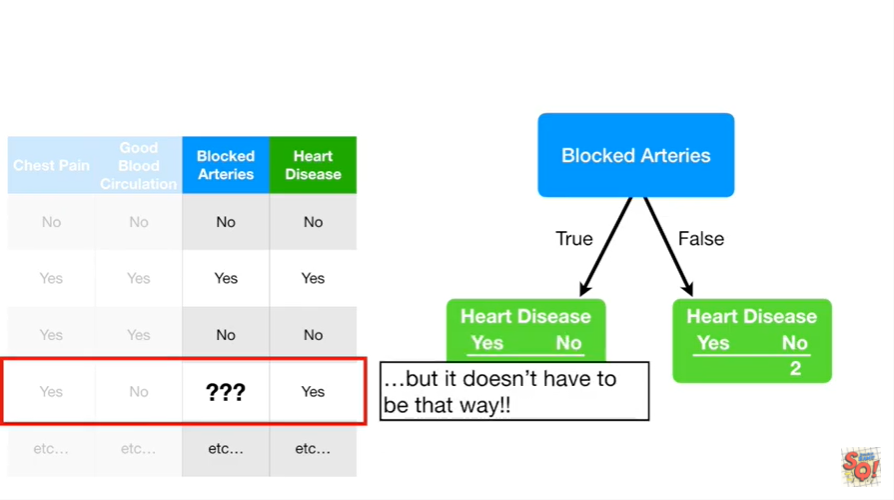 Chest Pain
Good
Blood
Circulation
Blocked
Arteries
Heart
Disease
No
No
No
No
Yes
Yes
Yes
Yes
Yes
Yes
No
No
Yes
No
???
Yes
etc…
etc…
etc…
etc…
Blocked Arteries
True
False
Heart Disease
Yes No
Heart Disease
Yes No
2
…but it doesn’t have to
be that way!!
SQ!